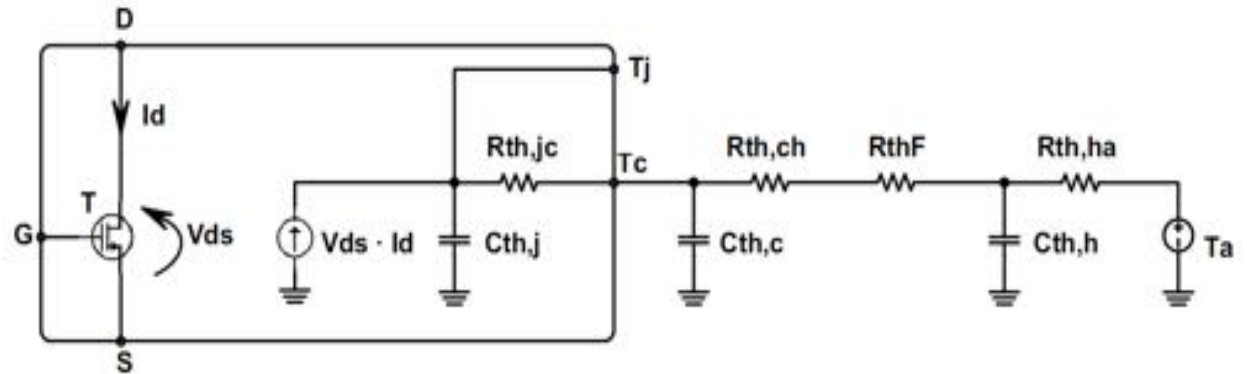 D
Tj
Id
Rth,jc
Tc
Rth,ch
RthF
Rth,ha
T
G
Vds
Vds · Id
Cth,j
Cth,c
Cth,h
Ta
S